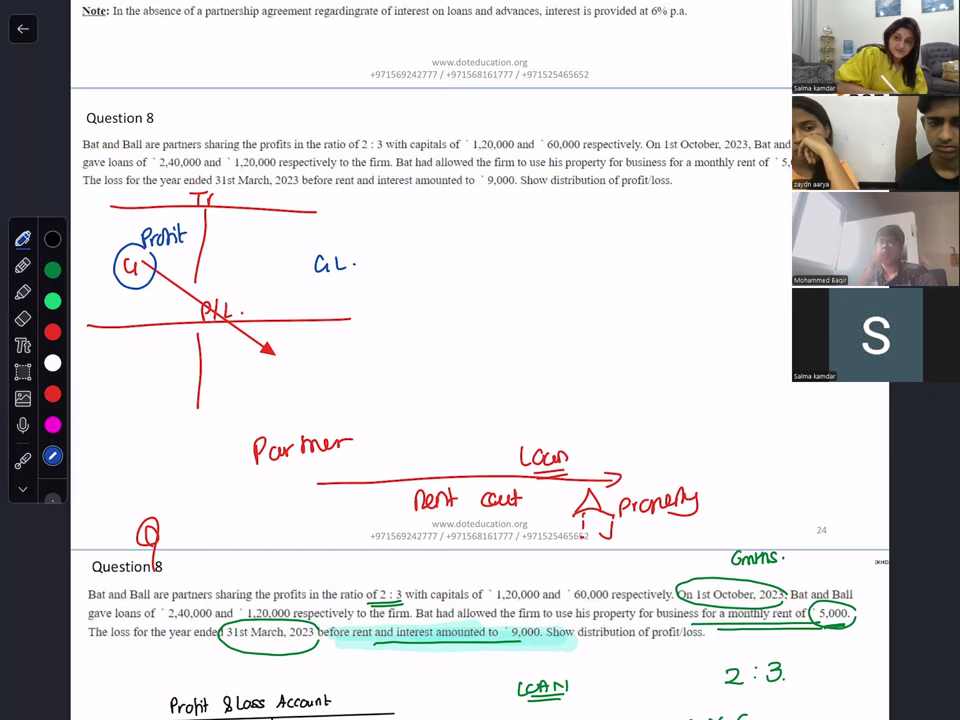 Note: In the absence of a partnership agreement regardingrate of interest on loans and advances, interest is provided at 6% p.a.
www.doteducation.org
+971569242777 / +971568161777 / +971525465652
Salma kamdar
Question 8
Bat and Ball are partners sharing the profits in the ratio of 2 : 3 with capitals of ` 1,20,000 and ` 60,000 respectively. On 1st October, 2023, Bat and
gave loans of ` 2,40,000 and ` 1,20,000 respectively to the firm. Bat had allowed the firm to use his property for business for a monthly rent of ` 5,
The loss for the year ended 31st March, 2023 before rent and interest amounted to ` 9,000. Show distribution of profit/loss.
zaydn aarya
Tr
Profit
G
GL.
P/L.
Mohammed Baqir
S
Salma kamdar
Tt
Partner
Loan
Rent out
Property
www.doteducation.org
+971569242777 / +971568161777 / +971525465652
24
Q
Question 8
6mths.
Bat and Ball are partners sharing the profits in the ratio of 2 : 3 with capitals of ` 1,20,000 and ` 60,000 respectively. On 1st October, 2023, Bat and Ball
gave loans of ` 2,40,000 and ` 1,20,000 respectively to the firm. Bat had allowed the firm to use his property for business for a monthly rent of ` 5,000.
The loss for the year ended 31st March, 2023 before rent and interest amounted to ` 9,000. Show distribution of profit/loss.
2 : 3.
LOAN
Profit & Loss Account